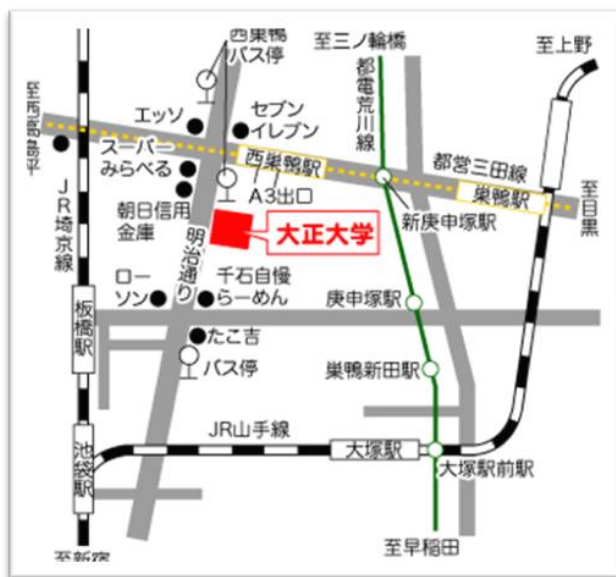 西巣鴨
バス停
至三ノ輪橋
至上野
都電荒川線
エッソ
セブン
イレブン
スーパー
みらべる
西巣鴨駅
都営三田線
巣鴨駅
至目黒
A3出口
新庚申塚駅
朝日信用
金庫
大正大学
JR埼京線
明治通り
ロー
ソン
千石自慢
らーめん
庚申塚駅
板橋駅
たこ吉
バス停
巣鴨新田駅
JR山手線
大塚駅
大塚駅前駅
池袋駅
至早稲田
至新宿